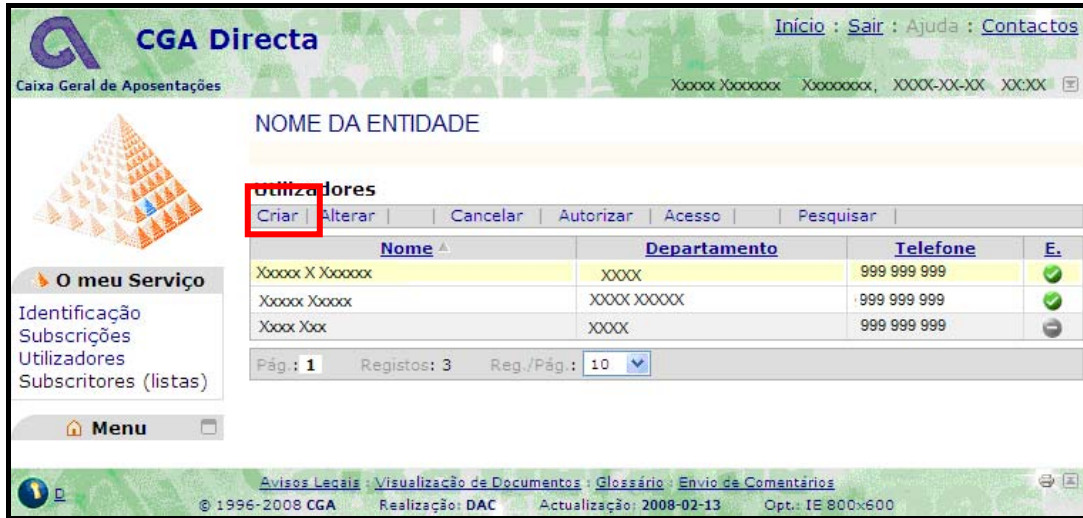 CGA Directa
Início : Sair : Ajuda : Contactos
Caixa Geral de Aposentações
Xxxxx Xxxxxxx Xxxxxxxx, XXXX-XX-XX XX:XX
NOME DA ENTIDADE
Utilizadores
Criar | Alterar | | Cancelar | Autorizar | Acesso | | Pesquisar |
Nome Departamento Telefone E.
Xxxxx X Xxxxxx XXXX 999 999 999
Xxxxx Xxxxx XXXX XXXXX 999 999 999
Xxxx Xxx XXXX 999 999 999
Pág.: 1 Registos: 3 Reg./Pág.: 10
O meu Serviço
Identificação
Subscrições
Utilizadores
Subscritores (listas)
Menu
D
Avisos Legais : Visualização de Documentos : Glossário : Envio de Comentários
© 1996-2008 CGA Realização: DAC Actualização: 2008-02-13 Opt.: IE 800x600